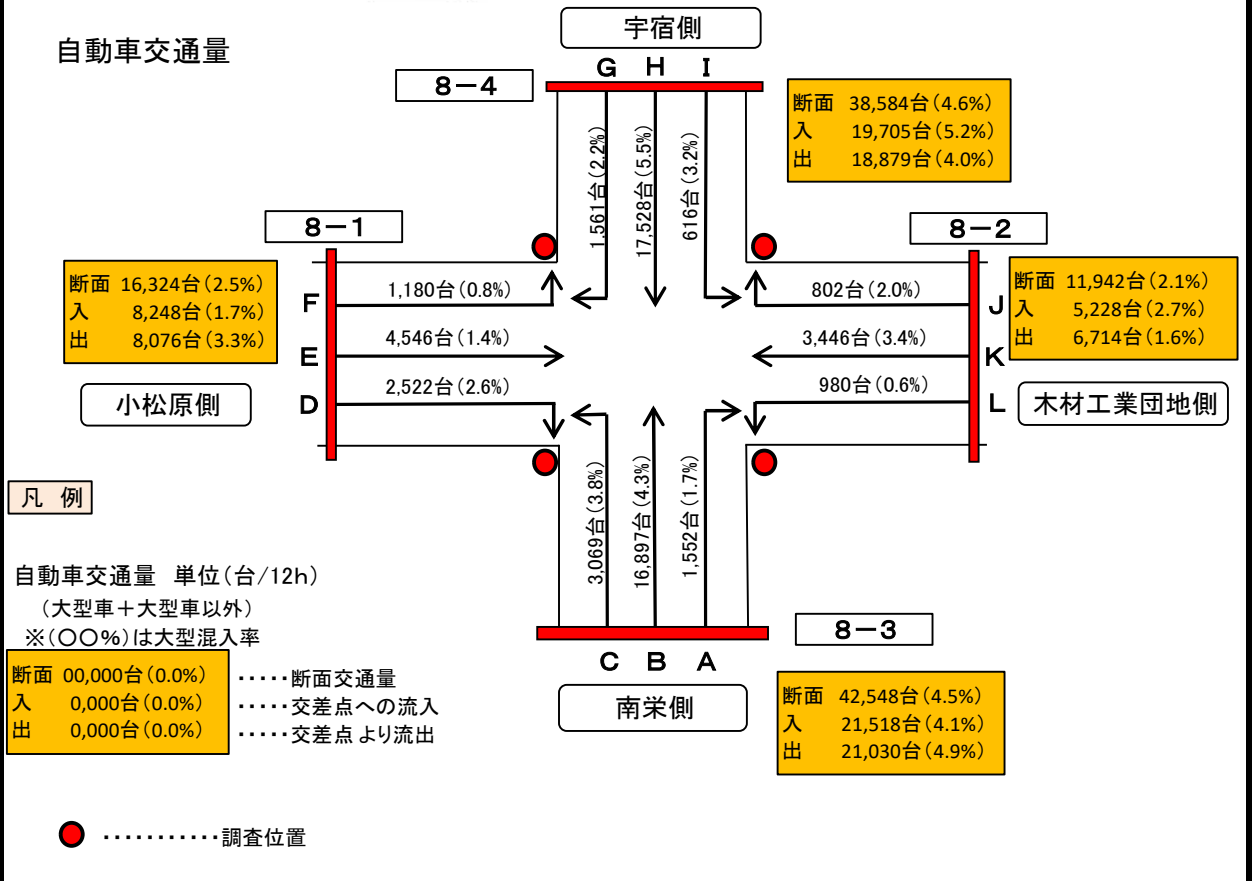 自動車交通量
宇宿側
G H I
8-4
断面 38,584台(4.6%)
入 19,705台(5.2%)
出 18,879台(4.0%)
1,561台(2.2%)
17,528台(5.5%)
616台(3.2%)
8-1
8-2
断面 16,324台(2.5%)
入 8,248台(1.7%)
出 8,076台(3.3%)
F
1,180台(0.8%)
E
4,546台(1.4%)
D
2,522台(2.6%)
802台(2.0%)
J
3,446台(3.4%)
K
980台(0.6%)
L
断面 11,942台(2.1%)
入 5,228台(2.7%)
出 6,714台(1.6%)
小松原側
木材工業団地側
3,069台(3.8%)
16,897台(4.3%)
1,552台(1.7%)
8-3
C B A
南栄側
断面 42,548台(4.5%)
入 21,518台(4.1%)
出 21,030台(4.9%)
凡 例
自動車交通量 単位(台/12h)
(大型車+大型車以外)
※(○○%)は大型混入率
断面 00,000台(0.0%) ・・・・・断面交通量
入 0,000台(0.0%) ・・・・・交差点への流入
出 0,000台(0.0%) ・・・・・交差点より流出
・・・・・・・・・・・調査位置